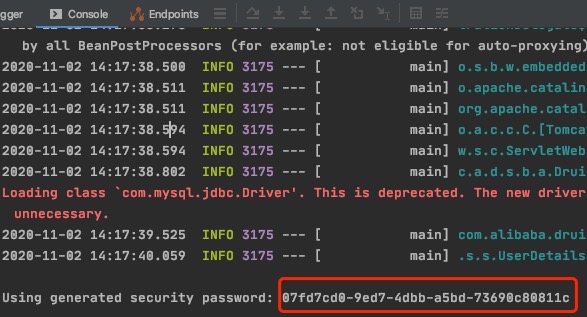 ger
Console
Endpoints
by all BeanPostProcessors (for example: not eligible for auto-proxying)
2020-11-02 14:17:38.500 INFO 3175 --- [ main] o.s.b.w.embedded
2020-11-02 14:17:38.511 INFO 3175 --- [ main] o.apache.catalin
2020-11-02 14:17:38.511 INFO 3175 --- [ main] org.apache.catal
2020-11-02 14:17:38.594 INFO 3175 --- [ main] o.a.c.c.C.[Tomca
2020-11-02 14:17:38.594 INFO 3175 --- [ main] w.s.c.ServletWeb
2020-11-02 14:17:38.802 INFO 3175 --- [ main] c.a.d.s.b.a.Drui
Loading class `com.mysql.jdbc.Driver'. This is deprecated. The new driver
unnecessary.
2020-11-02 14:17:39.525 INFO 3175 --- [ main] com.alibaba.drui
2020-11-02 14:17:40.059 INFO 3175 --- [ main] .s.s.UserDetails
Using generated security password: 07fd7cd0-9ed7-4dbb-a5bd-73690c80811c